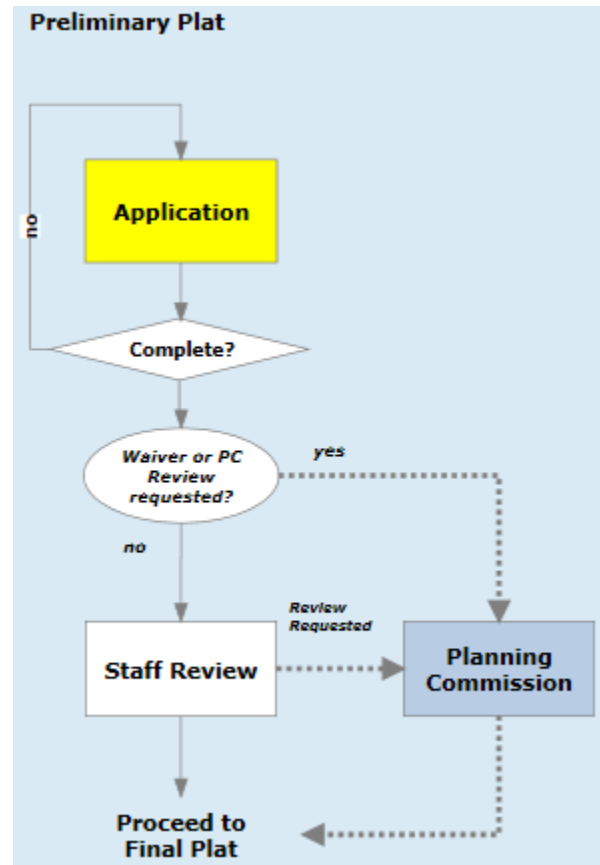 Preliminary Plat
no
Application
Complete?
Waiver or PC
Review
requested?
yes
no
Review
Requested
Staff Review
Planning
Commission
Proceed to
Final Plat